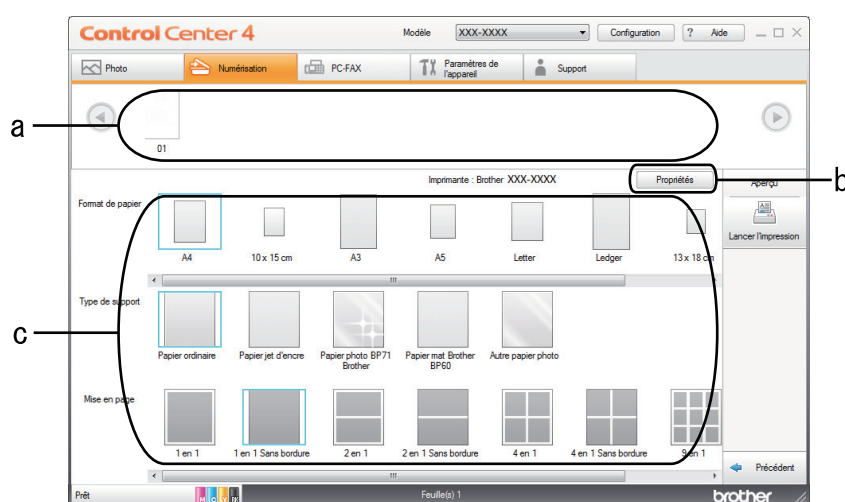 Control Center 4
Modèle XXX-XXXX Configuration ? Aide
Photo Numérisation PC-FAX Paramètres de l'appareil Support
a
01
Imprimante : Brother XXX-XXXX Propriétés
b
Aperçu
Format de papier
A4 10 x 15 cm A3 A5 Letter Ledger 13 x 18 cm
Lancer l'impression
Type de support
c
Papier ordinaire Papier jet d'encre Papier photo BP71 Brother Papier mat Brother BP60 Autre papier photo
Mise en page
1 en 1 1 en 1 Sans bordure 2 en 1 2 en 1 Sans bordure 4 en 1 4 en 1 Sans bordure 9 en 1
Précédent
Prêt M C Y BK Feuille(s) 1 brother